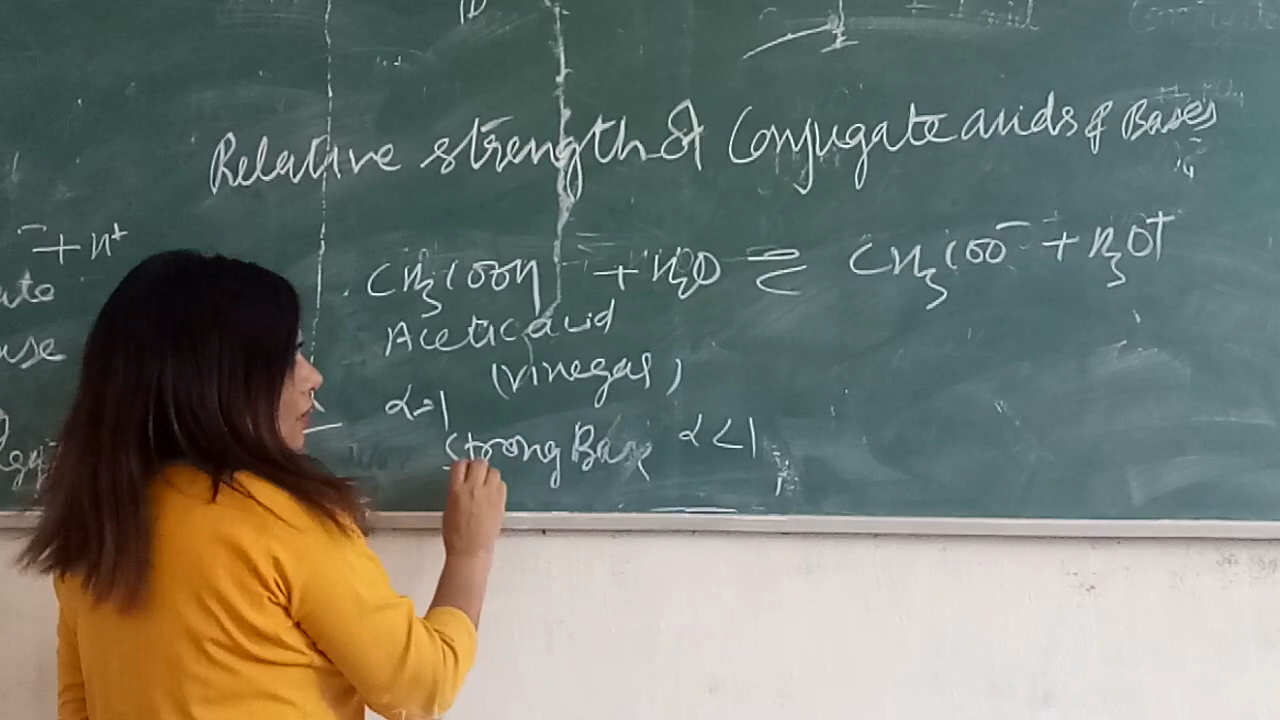 Relative strength of Conjugate acids & Bases
⁻ + H⁺
CH₃COOH + H₂O ⇌ CH₃COO⁻ + H₃O⁺
Acetic acid
(Vinegar)
α=1
Strong Base α<1